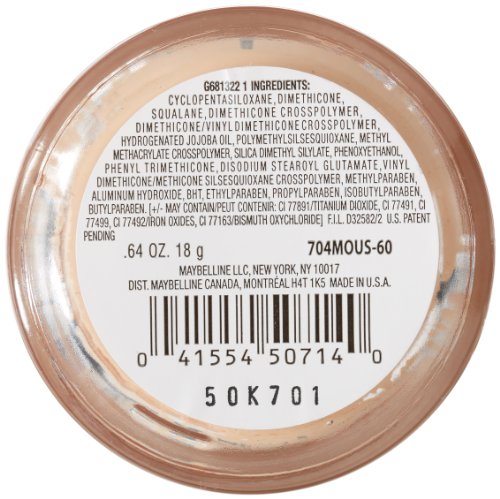 G681322 1 INGREDIENTS:
CYCLOPENTASILOXANE, DIMETHICONE,
SQUALANE, DIMETHICONE CROSSPOLYMER,
DIMETHICONE/VINYL DIMETHICONE CROSSPOLYMER,
HYDROGENATED JOJOBA OIL, POLYMETHYLSILSESQUIOXANE, METHYL
METHACRYLATE CROSSPOLYMER, SILICA DIMETHYL SILYLATE, PHENOXYETHANOL,
PHENYL TRIMETHICONE, DISODIUM STEAROYL GLUTAMATE, VINYL
DIMETHICONE/METHICONE SILSESQUIOXANE CROSSPOLYMER, METHYLPARABEN,
ALUMINUM HYDROXIDE, BHT, ETHYLPARABEN, PROPYLPARABEN, ISOBUTYLPARABEN,
BUTYLPARABEN. [+/- MAY CONTAIN/PEUT CONTENIR: CI 77891/TITANIUM DIOXIDE, CI 77491, CI
77499, CI 77492/IRON OXIDES, CI 77163/BISMUTH OXYCHLORIDE] F.I.L. D32582/2 U.S. PATENT
PENDING
.64 OZ. 18 g 704MOUS-60
MAYBELLINE LLC, NEW YORK, NY 10017
DIST. MAYBELLINE CANADA, MONTRÉAL H4T 1K5 MADE IN U.S.A.
0 41554 50714 0
50K701